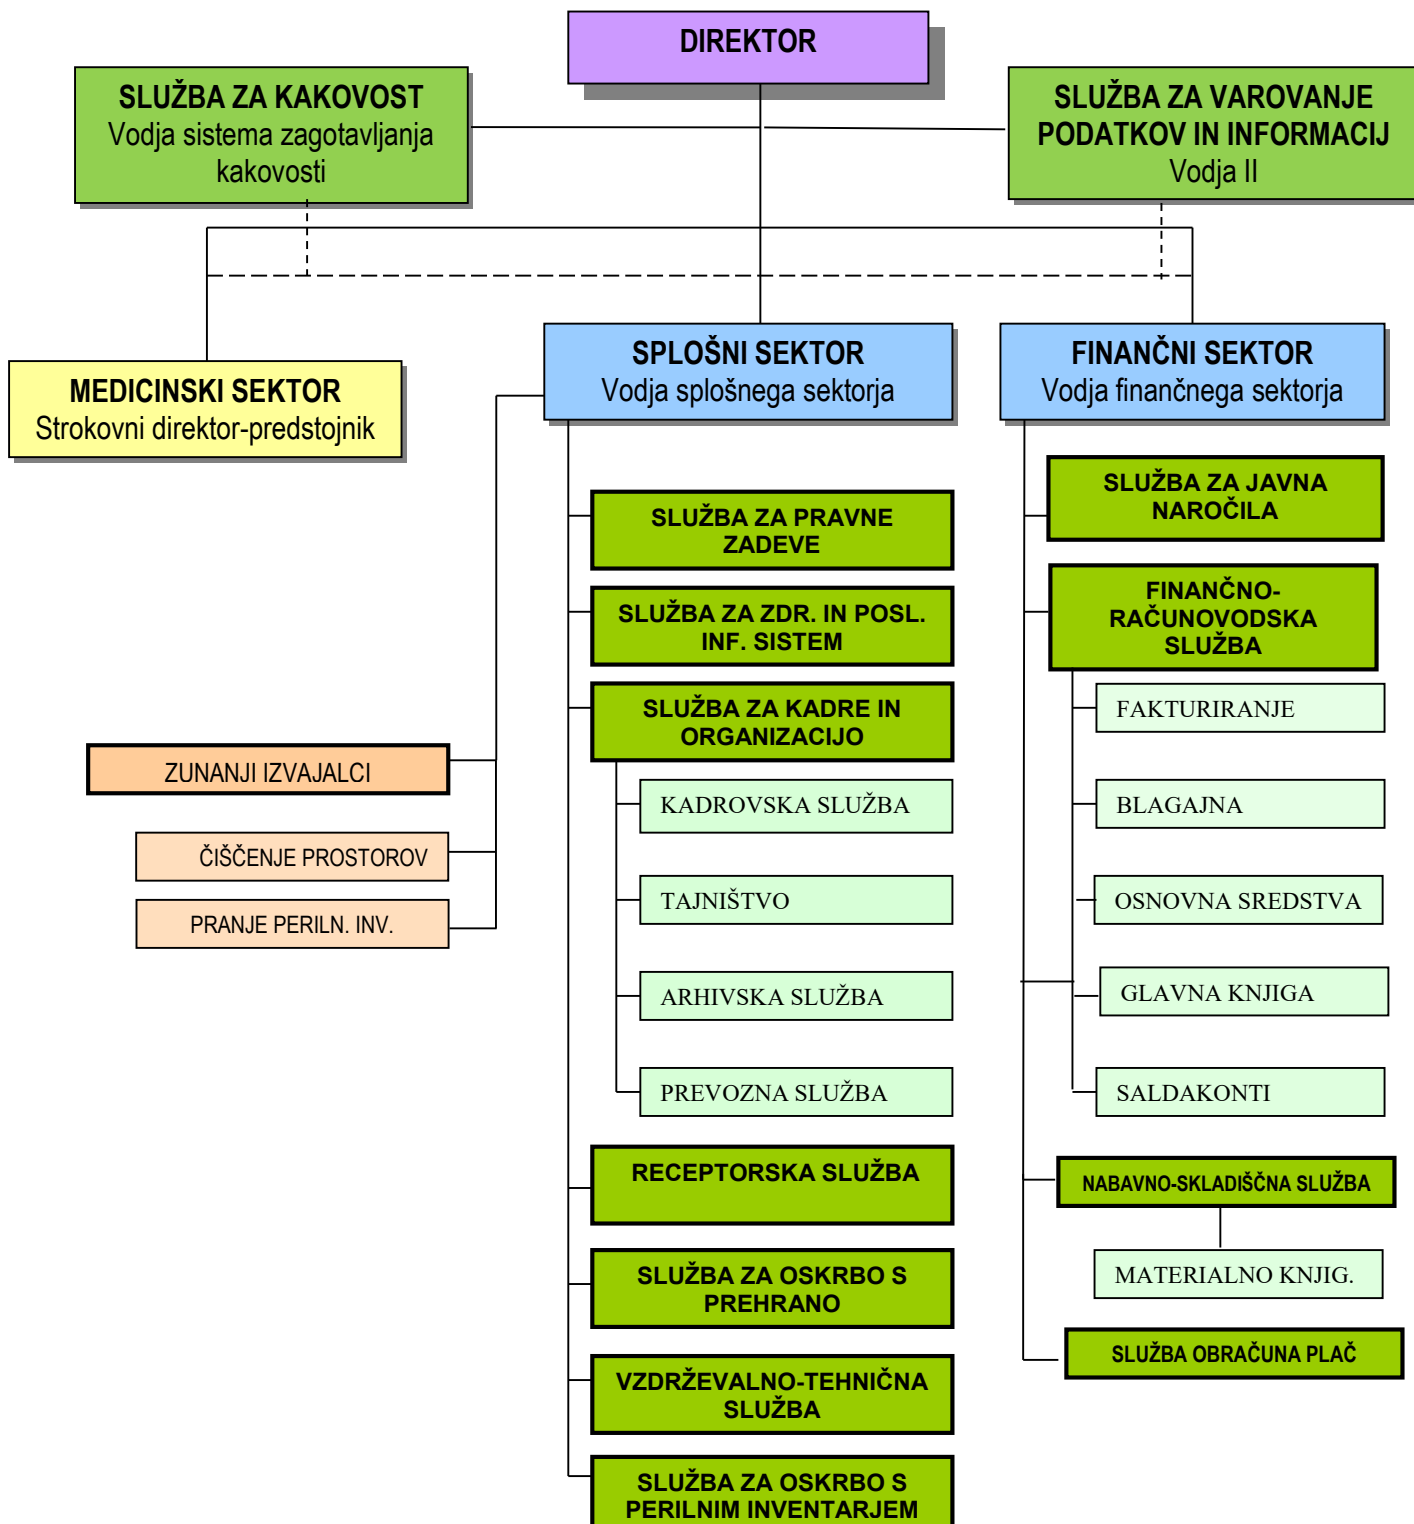 DIREKTOR
SLUŽBA ZA KAKOVOST
Vodja sistema zagotavljanja
kakovosti
SLUŽBA ZA VAROVANJE
PODATKOV IN INFORMACIJ
Vodja II
MEDICINSKI SEKTOR
Strokovni direktor-predstojnik
SPLOŠNI SEKTOR
Vodja splošnega sektorja
FINANČNI SEKTOR
Vodja finančnega sektorja
ZUNANJI IZVAJALCI
ČIŠČENJE PROSTOROV
PRANJE PERILN. INV.
SLUŽBA ZA PRAVNE
ZADEVE
SLUŽBA ZA ZDR. IN POSL.
INF. SISTEM
SLUŽBA ZA KADRE IN
ORGANIZACIJO
KADROVSKA SLUŽBA
TAJNIŠTVO
ARHIVSKA SLUŽBA
PREVOZNA SLUŽBA
RECEPTORSKA SLUŽBA
SLUŽBA ZA OSKRBO S
PREHRANO
VZDRŽEVALNO-TEHNIČNA
SLUŽBA
SLUŽBA ZA OSKRBO S
PERILNIM INVENTARJEM
SLUŽBA ZA JAVNA
NAROČILA
FINANČNO-
RAČUNOVODSKA
SLUŽBA
FAKTURIRANJE
BLAGAJNA
OSNOVNA SREDSTVA
GLAVNA KNJIGA
SALDAKONTI
NABAVNO-SKLADIŠČNA SLUŽBA
MATERIALNO KNJIG.
SLUŽBA OBRAČUNA PLAČ